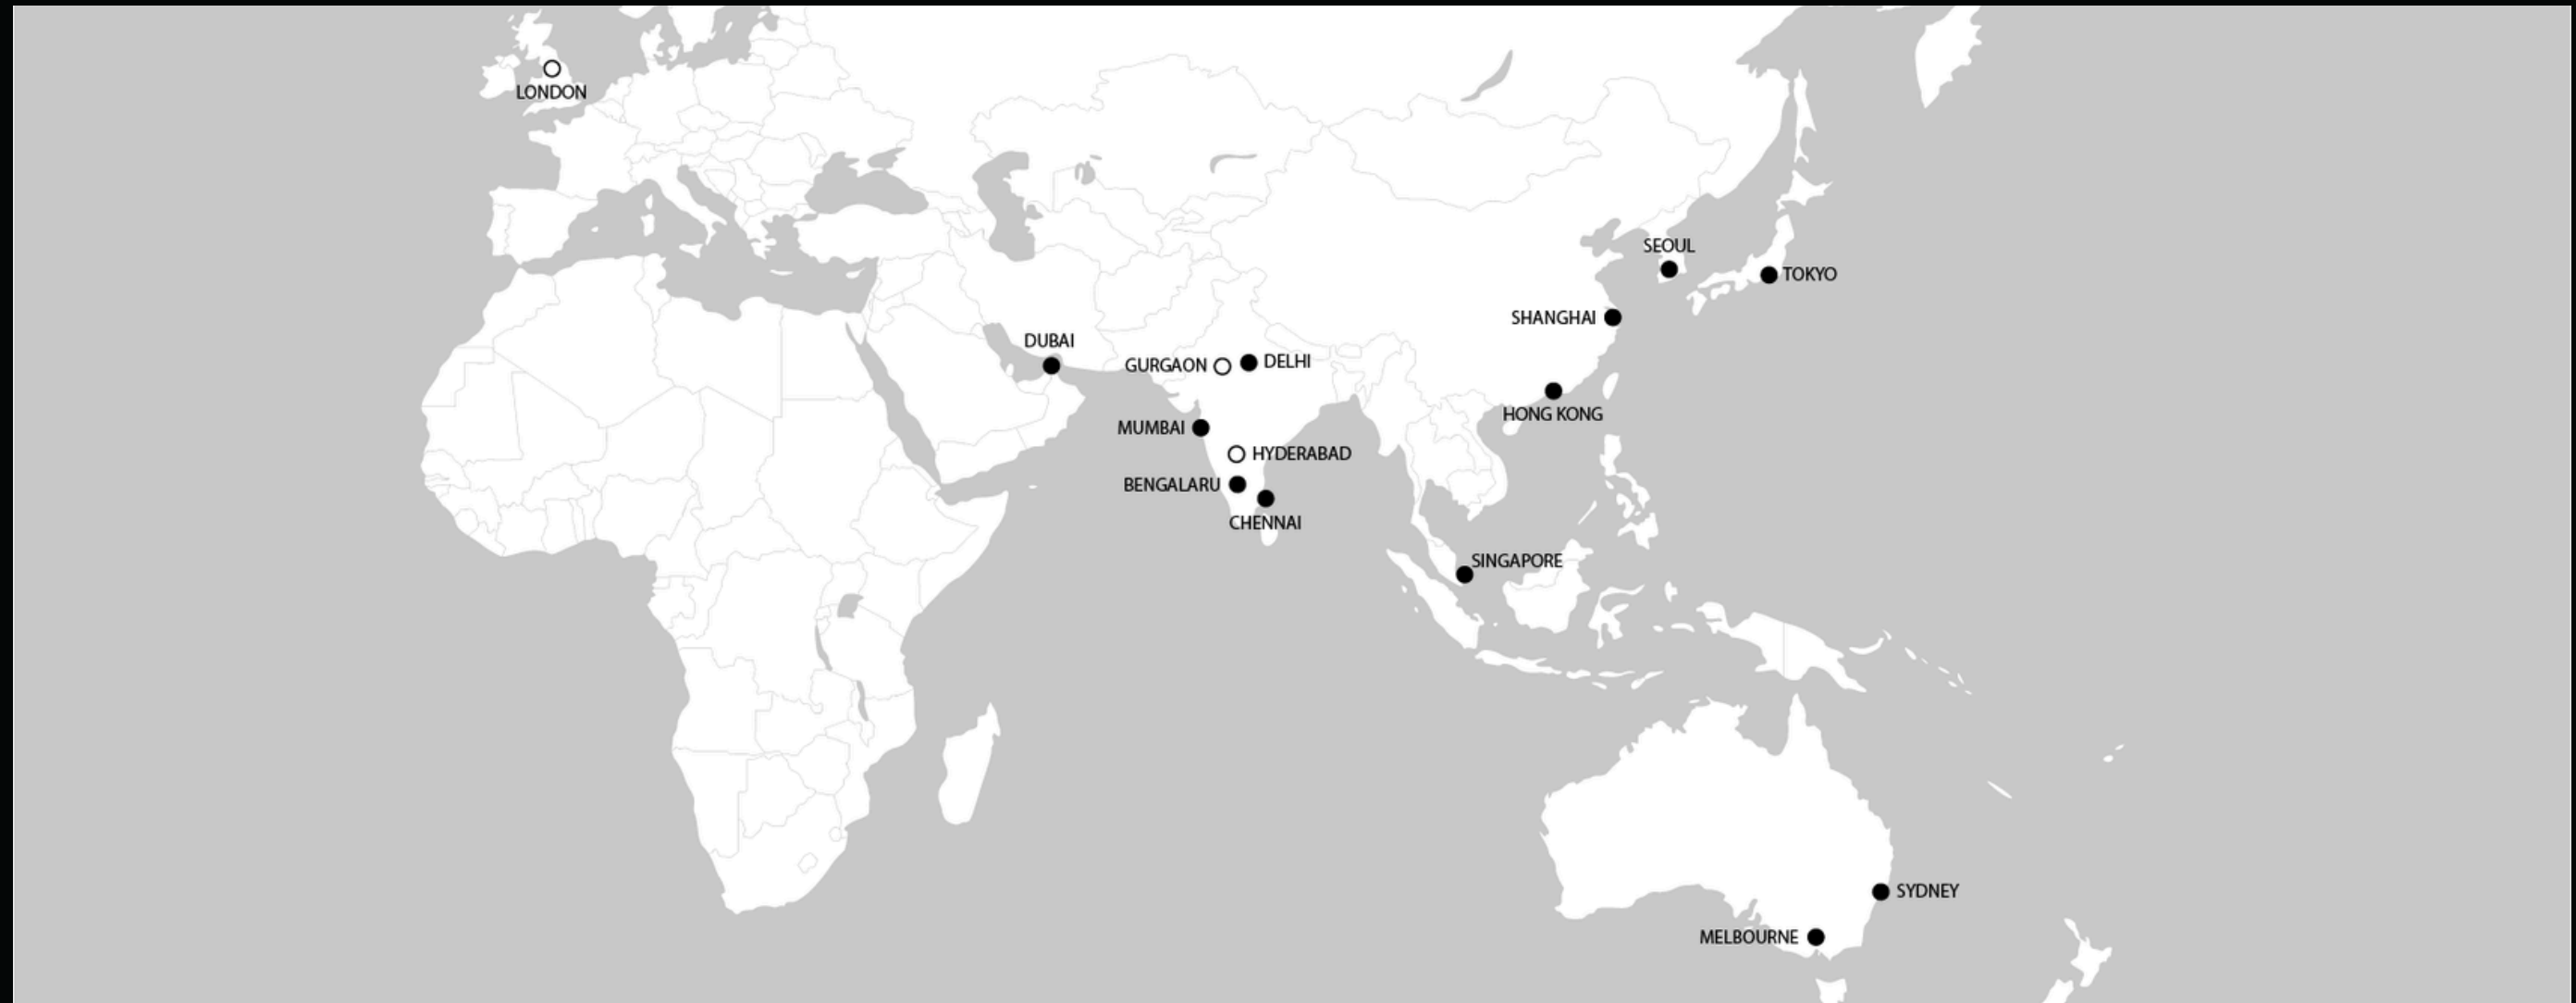 LONDON
SEOUL
TOKYO
SHANGHAI
DUBAI
GURGAON
DELHI
HONG KONG
MUMBAI
HYDERABAD
BENGALARU
CHENNAI
SINGAPORE
SYDNEY
MELBOURNE